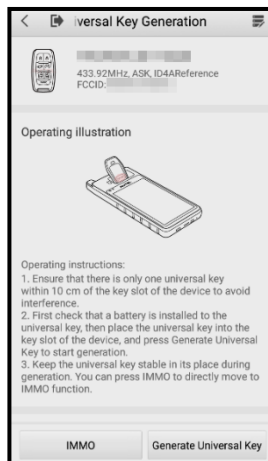 iversal Key Generation
433.92MHz, ASK, ID4AReference
FCCID:
Operating illustration
Operating instructions:
1. Ensure that there is only one universal key
within 10 cm of the key slot of the device to avoid
interference.
2. First check that a battery is installed to the
universal key, then place the universal key into the
key slot of the device, and press Generate Universal
Key to start generation.
3. Keep the universal key stable in its place during
generation. You can press IMMO to directly move to
IMMO function.
IMMO
Generate Universal Key